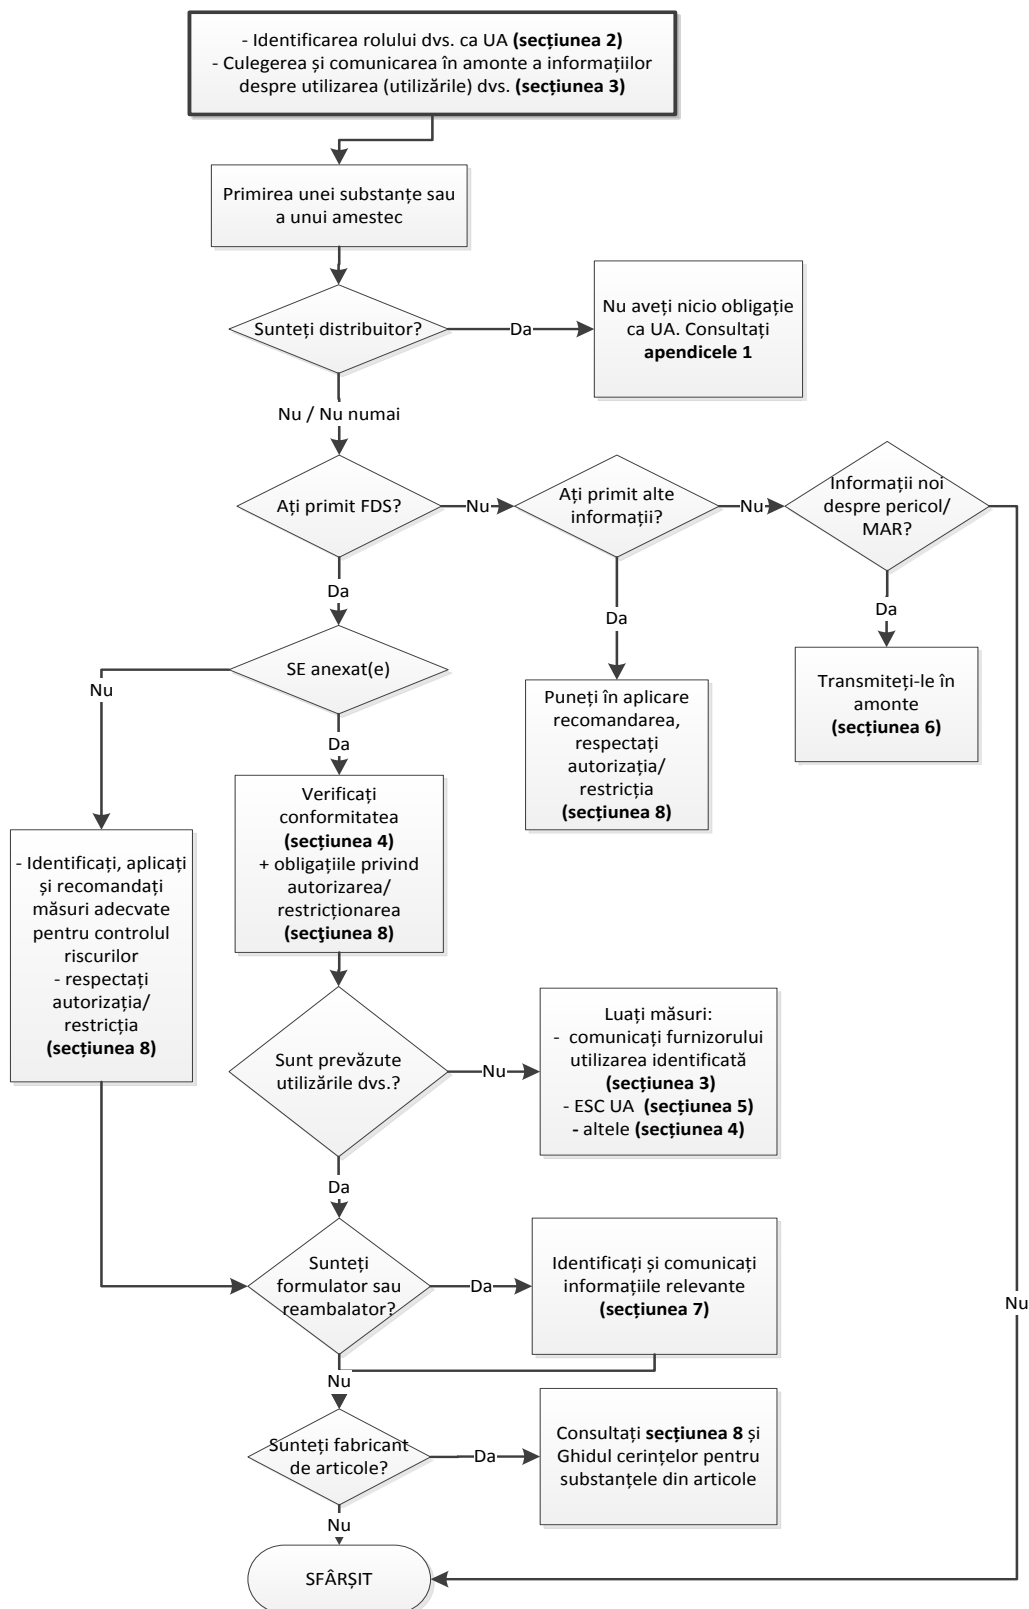 - Identificarea rolului dvs. ca UA (secțiunea 2)
- Culegerea și comunicarea în amonte a informațiilor
despre utilizarea (utilizările) dvs. (secțiunea 3)
Primirea unei substanțe sau
a unui amestec
Sunteți distribuitor?
Da
Nu aveți nicio obligație
ca UA. Consultați
apendicele 1
Nu / Nu numai
Ați primit FDS?
Nu
Ați primit alte
informații?
Nu
Informații noi
despre pericol/
MAR?
Da
Da
Da
SE anexat(e)
Nu
Puneți în aplicare
recomandarea,
respectați
autorizația/
restricția
(secțiunea 8)
Transmiteți-le în
amonte
(secțiunea 6)
Da
Verificați
conformitatea
(secțiunea 4)
+ obligațiile privind
autorizarea/
restricționarea
(secţiunea 8)
- Identificați, aplicați
și recomandați
măsuri adecvate
pentru controlul
riscurilor
- respectați
autorizația/
restricția
(secțiunea 8)
Sunt prevăzute
utilizările dvs.?
Nu
Luați măsuri:
- comunicați furnizorului
utilizarea identificată
(secțiunea 3)
- ESC UA (secțiunea 5)
- altele (secțiunea 4)
Da
Sunteți
formulator sau
reambalator?
Da
Identificați și comunicați
informațiile relevante
(secțiunea 7)
Nu
Nu
Sunteți fabricant
de articole?
Da
Consultați secțiunea 8 și
Ghidul cerințelor pentru
substanțele din articole
Nu
SFÂRȘIT